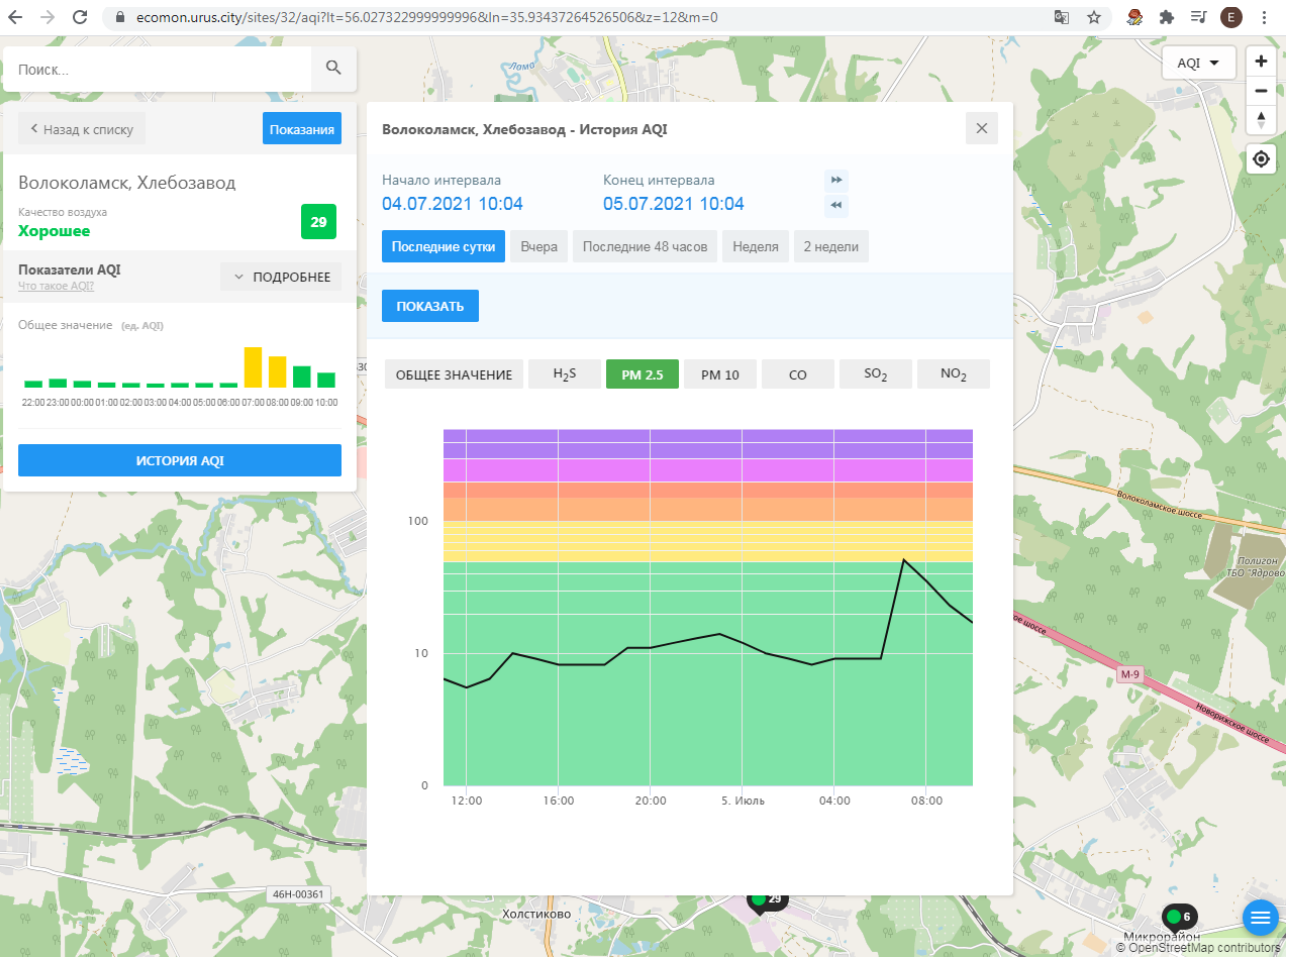 ecomon.urus.city/sites/32/aqi?lt=56.027322999999996&ln=35.93437264526506&z=12&m=0
E
Поиск...
AQI
Назад к списку
Показания
Волоколамск, Хлебозавод
Качество воздуха
Хорошее
29
Показатели AQI
Что такое AQI?
ПОДРОБНЕЕ
Общее значение (ед. AQI)
22:00 23:00 00:00 01:00 02:00 03:00 04:00 05:00 06:00 07:00 08:00 09:00 10:00
ИСТОРИЯ AQI
Волоколамск, Хлебозавод - История AQI
Начало интервала
04.07.2021 10:04
Конец интервала
05.07.2021 10:04
Последние сутки
Вчера
Последние 48 часов
Неделя
2 недели
ПОКАЗАТЬ
ОБЩЕЕ ЗНАЧЕНИЕ
H2S
PM 2.5
PM 10
CO
SO2
NO2
100
10
0
12:00 16:00 20:00 5. Июль 04:00 08:00
Лама
Волоколамское шоссе
Полигон
ТБО "Ядрово
М-9
Новорижское шоссе
46Н-00361
Холстиково
29
6
Микрорайон
© OpenStreetMap contributors